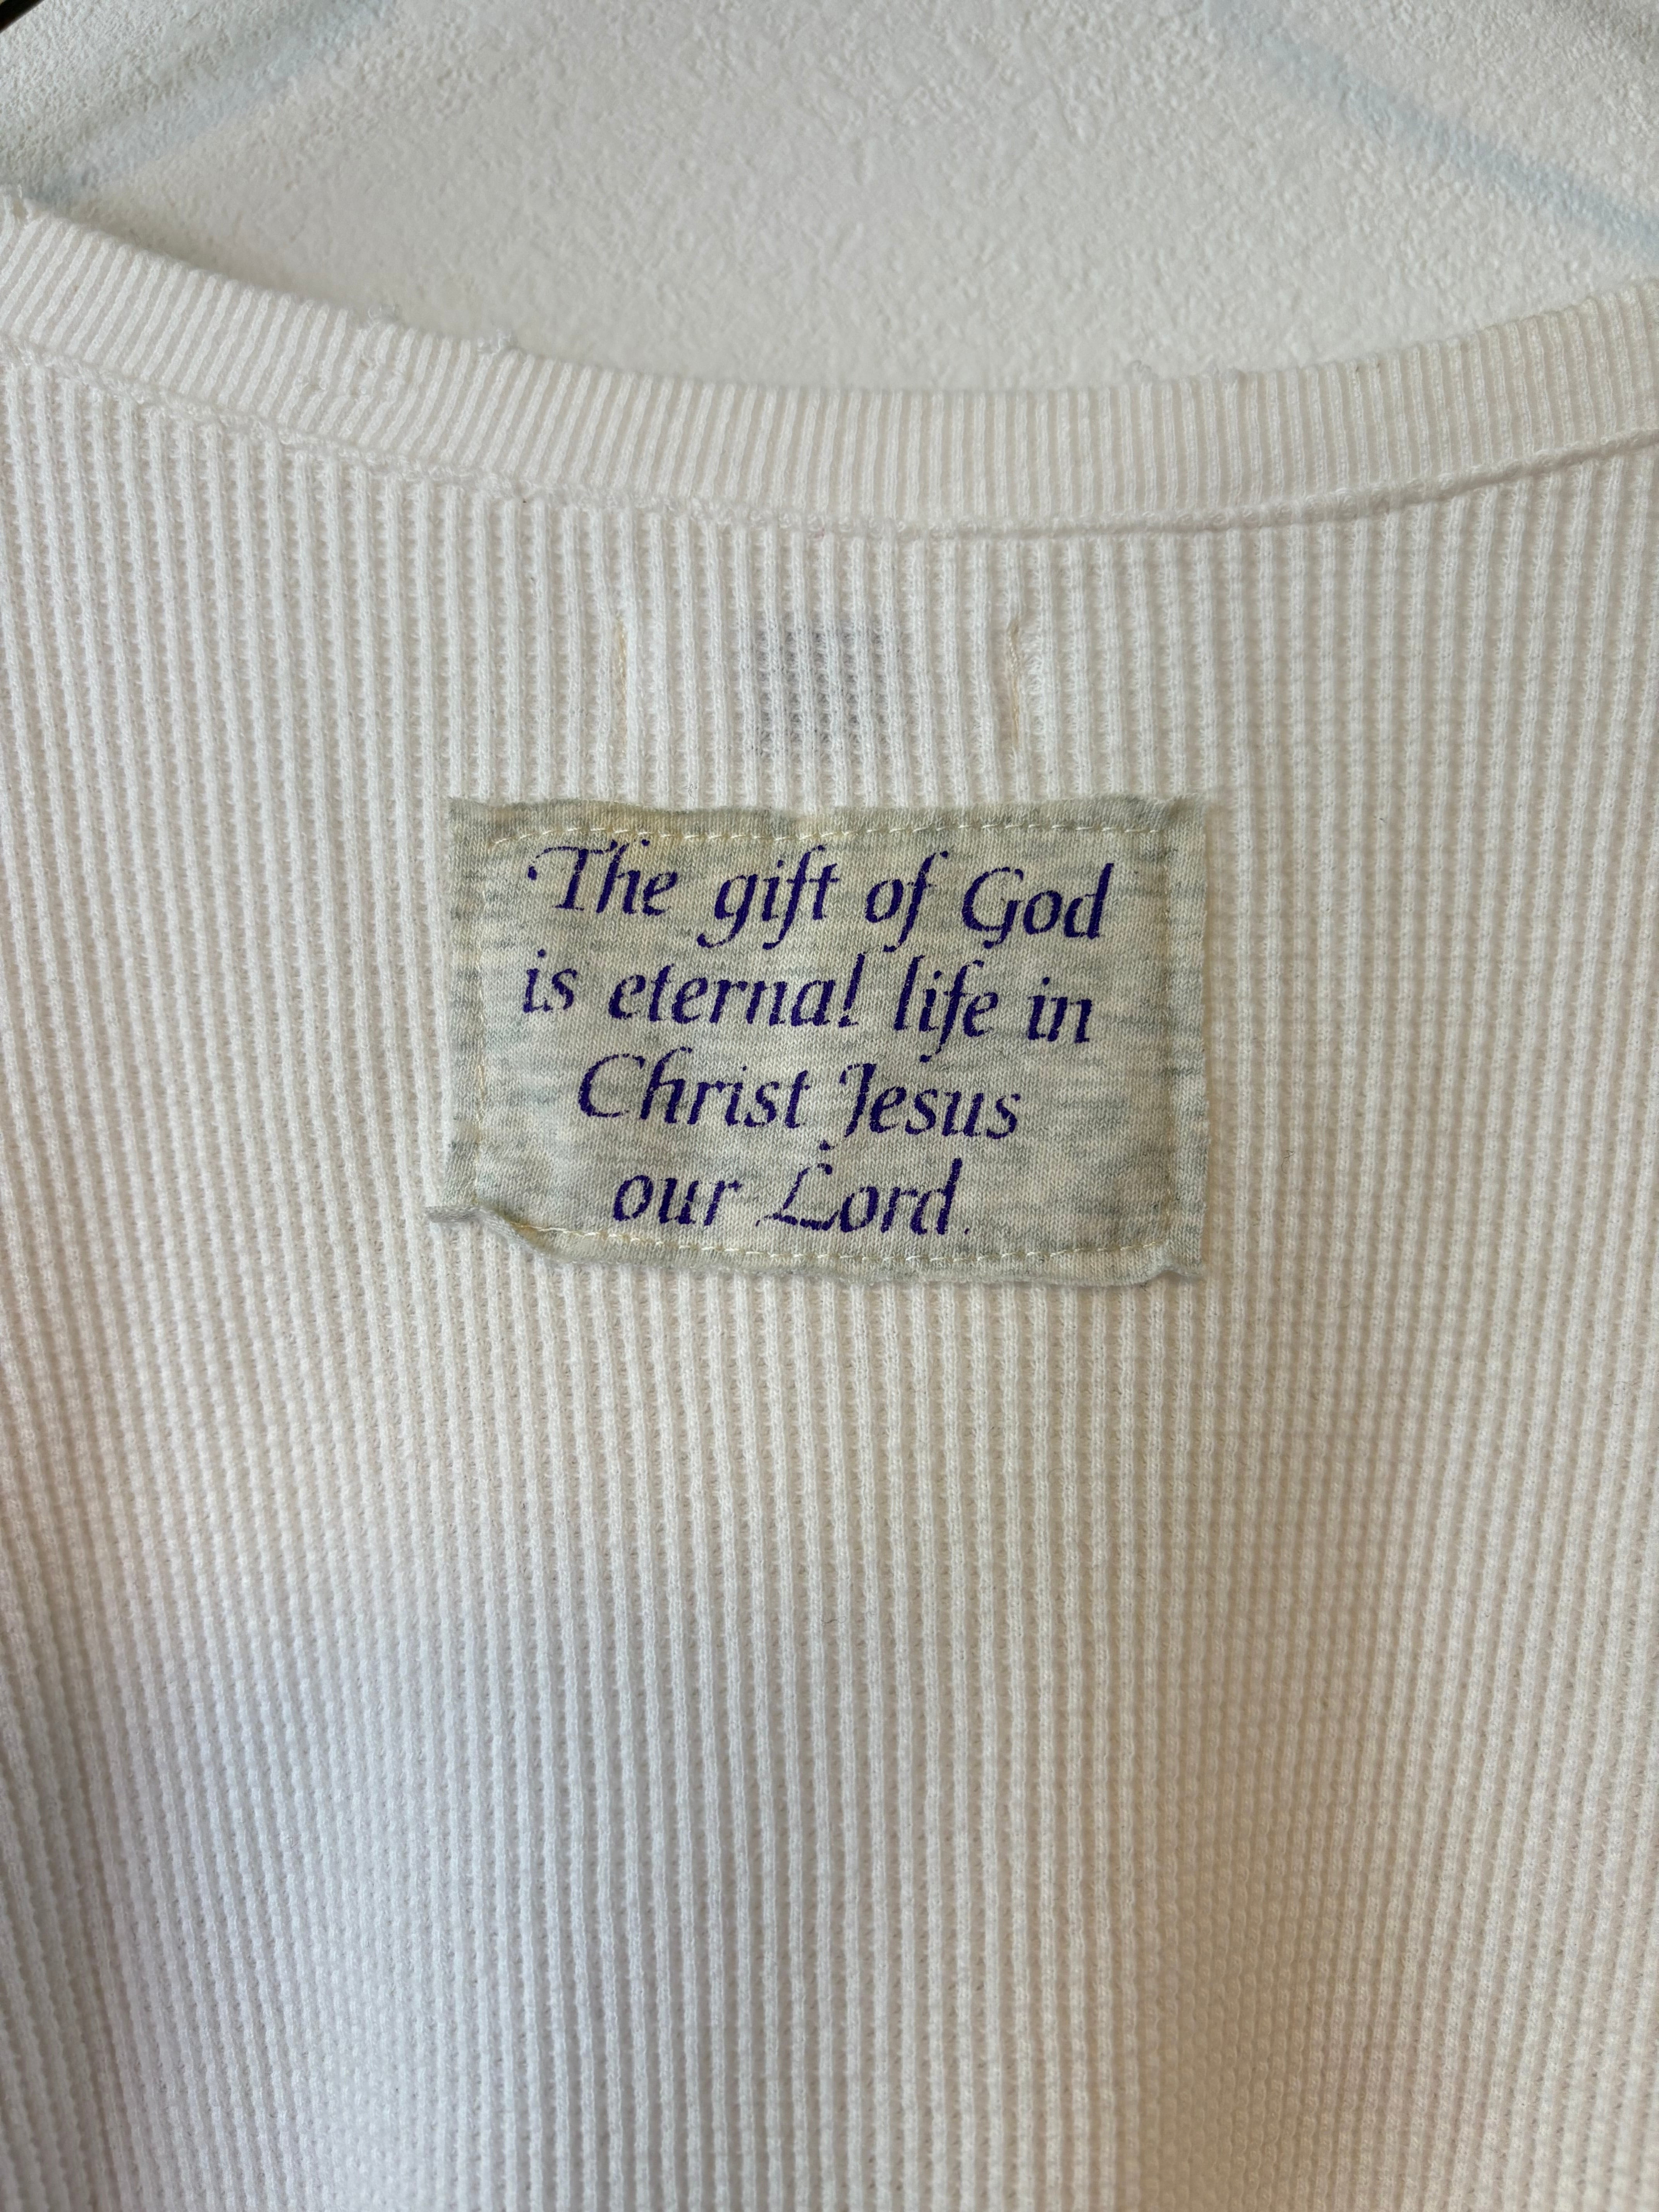 The gift of God
is eternal life in
Christ Jesus
our Lord.